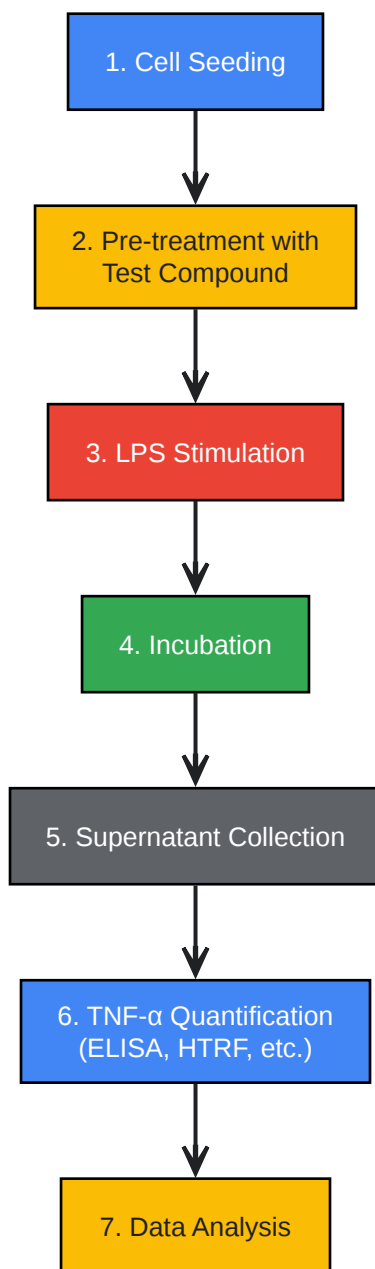 1. Cell Seeding
2. Pre-treatment with
Test Compound
3. LPS Stimulation
4. Incubation
5. Supernatant Collection
6. TNF-α Quantification
(ELISA, HTRF, etc.)
7. Data Analysis